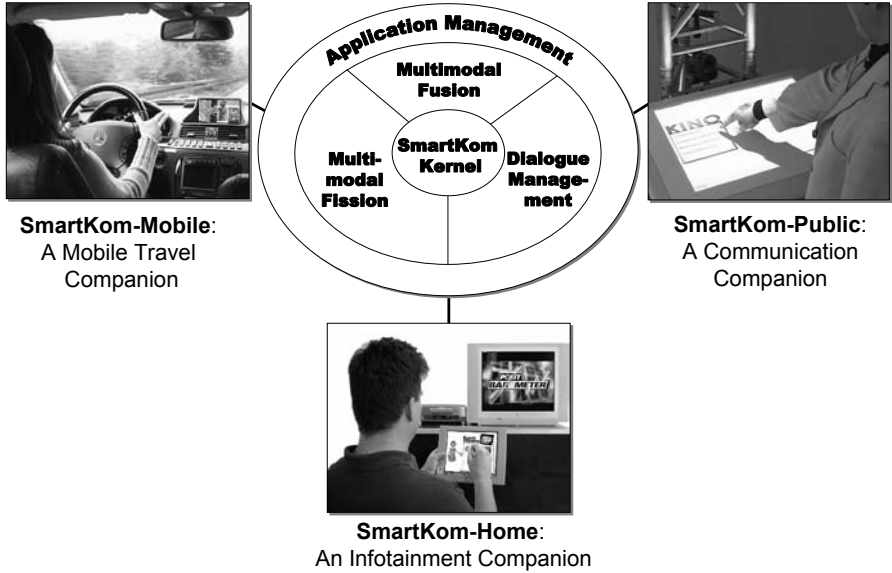 Application Management
Multimodal
Fusion
SmartKom
Kernel
Multi-
modal
Fission
Dialogue
Manage-
ment
KINO
SmartKom-Mobile:
A Mobile Travel
Companion
SmartKom-Public:
A Communication
Companion
SmartKom-Home:
An Infotainment Companion